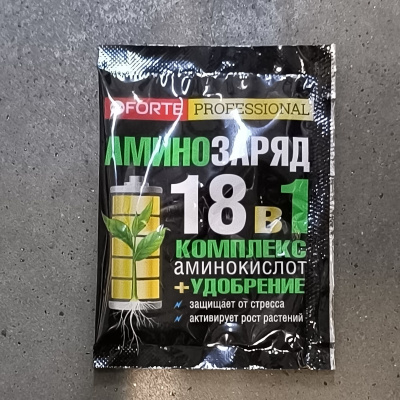 FORTE PROFESSIONAL
АМИНОЗАРЯД
18 в 1
КОМПЛЕКС
аминокислот
+УДОБРЕНИЕ
защищает от стресса
активирует рост растений